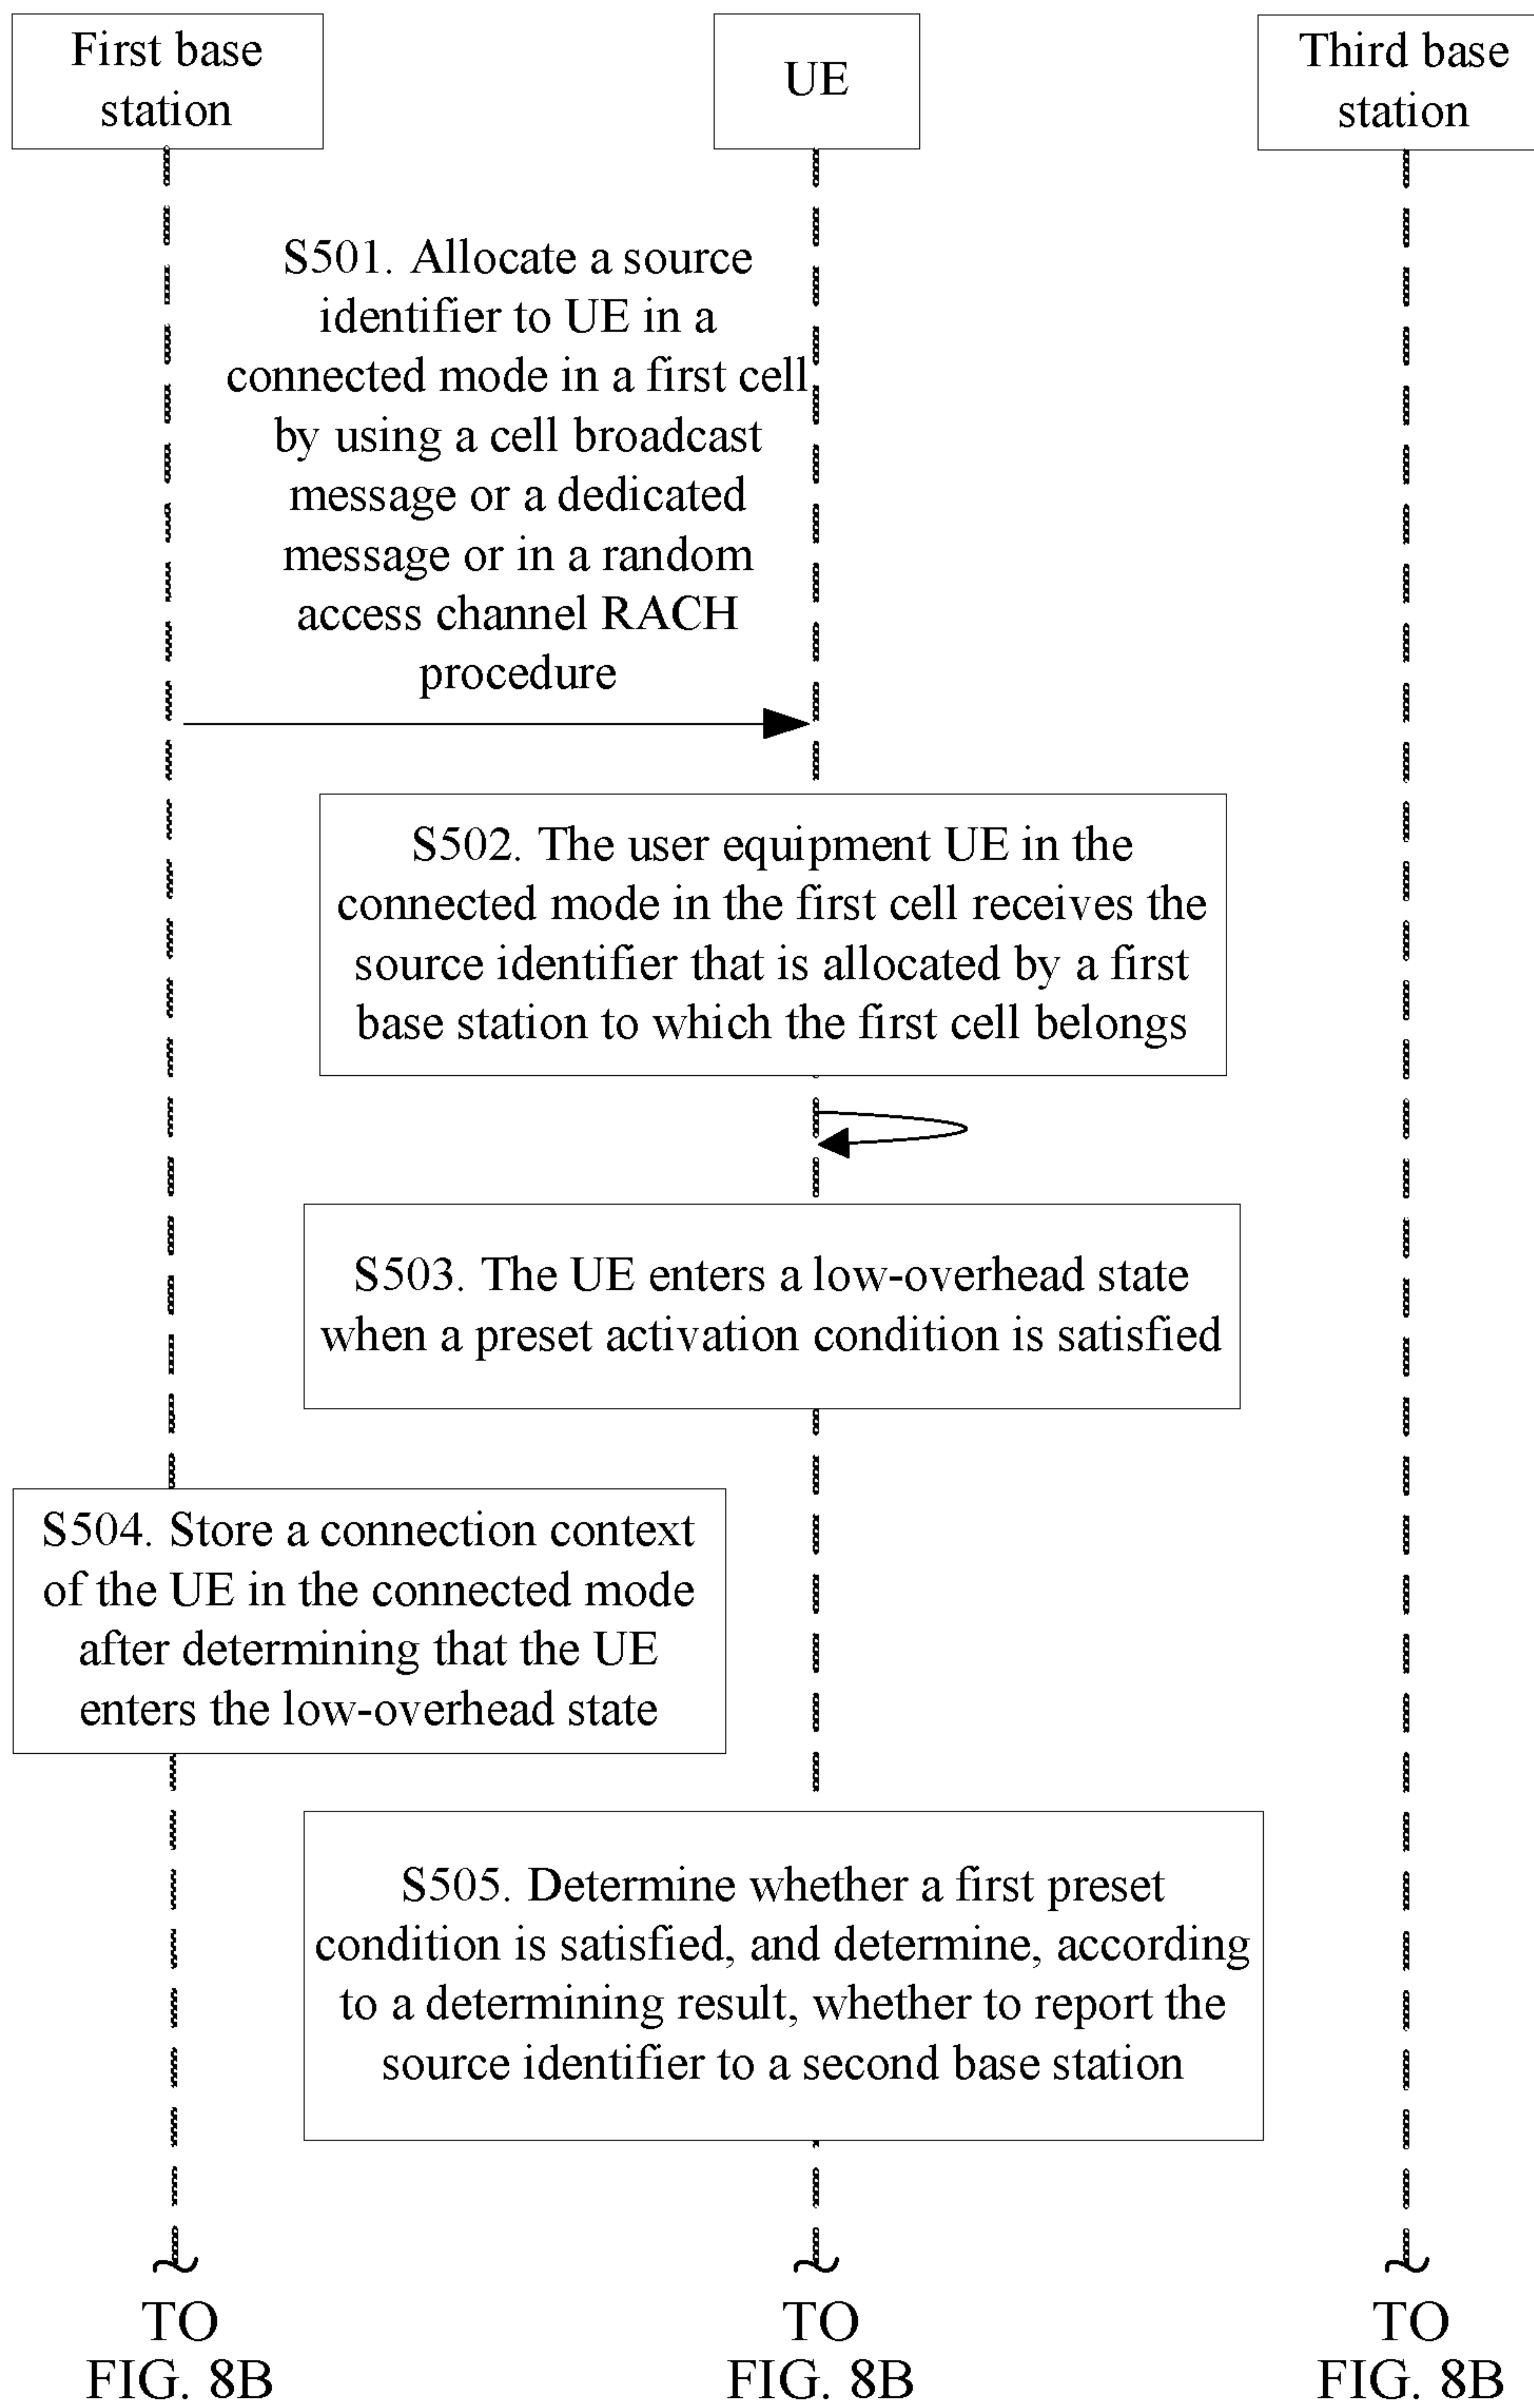 First base
station
UE
Third base
station
S501. Allocate a source
identifier to UE in a
connected mode in a first cell
by using a cell broadcast
message or a dedicated
message or in a random
access channel RACH
procedure
S502. The user equipment UE in the
connected mode in the first cell receives the
source identifier that is allocated by a first
base station to which the first cell belongs
S503. The UE enters a low-overhead state
when a preset activation condition is satisfied
S504. Store a connection context
of the UE in the connected mode
after determining that the UE
enters the low-overhead state
S505. Determine whether a first preset
condition is satisfied, and determine, according
to a determining result, whether to report the
source identifier to a second base station
TO
FIG. 8B
TO
FIG. 8B
TO
FIG. 8B